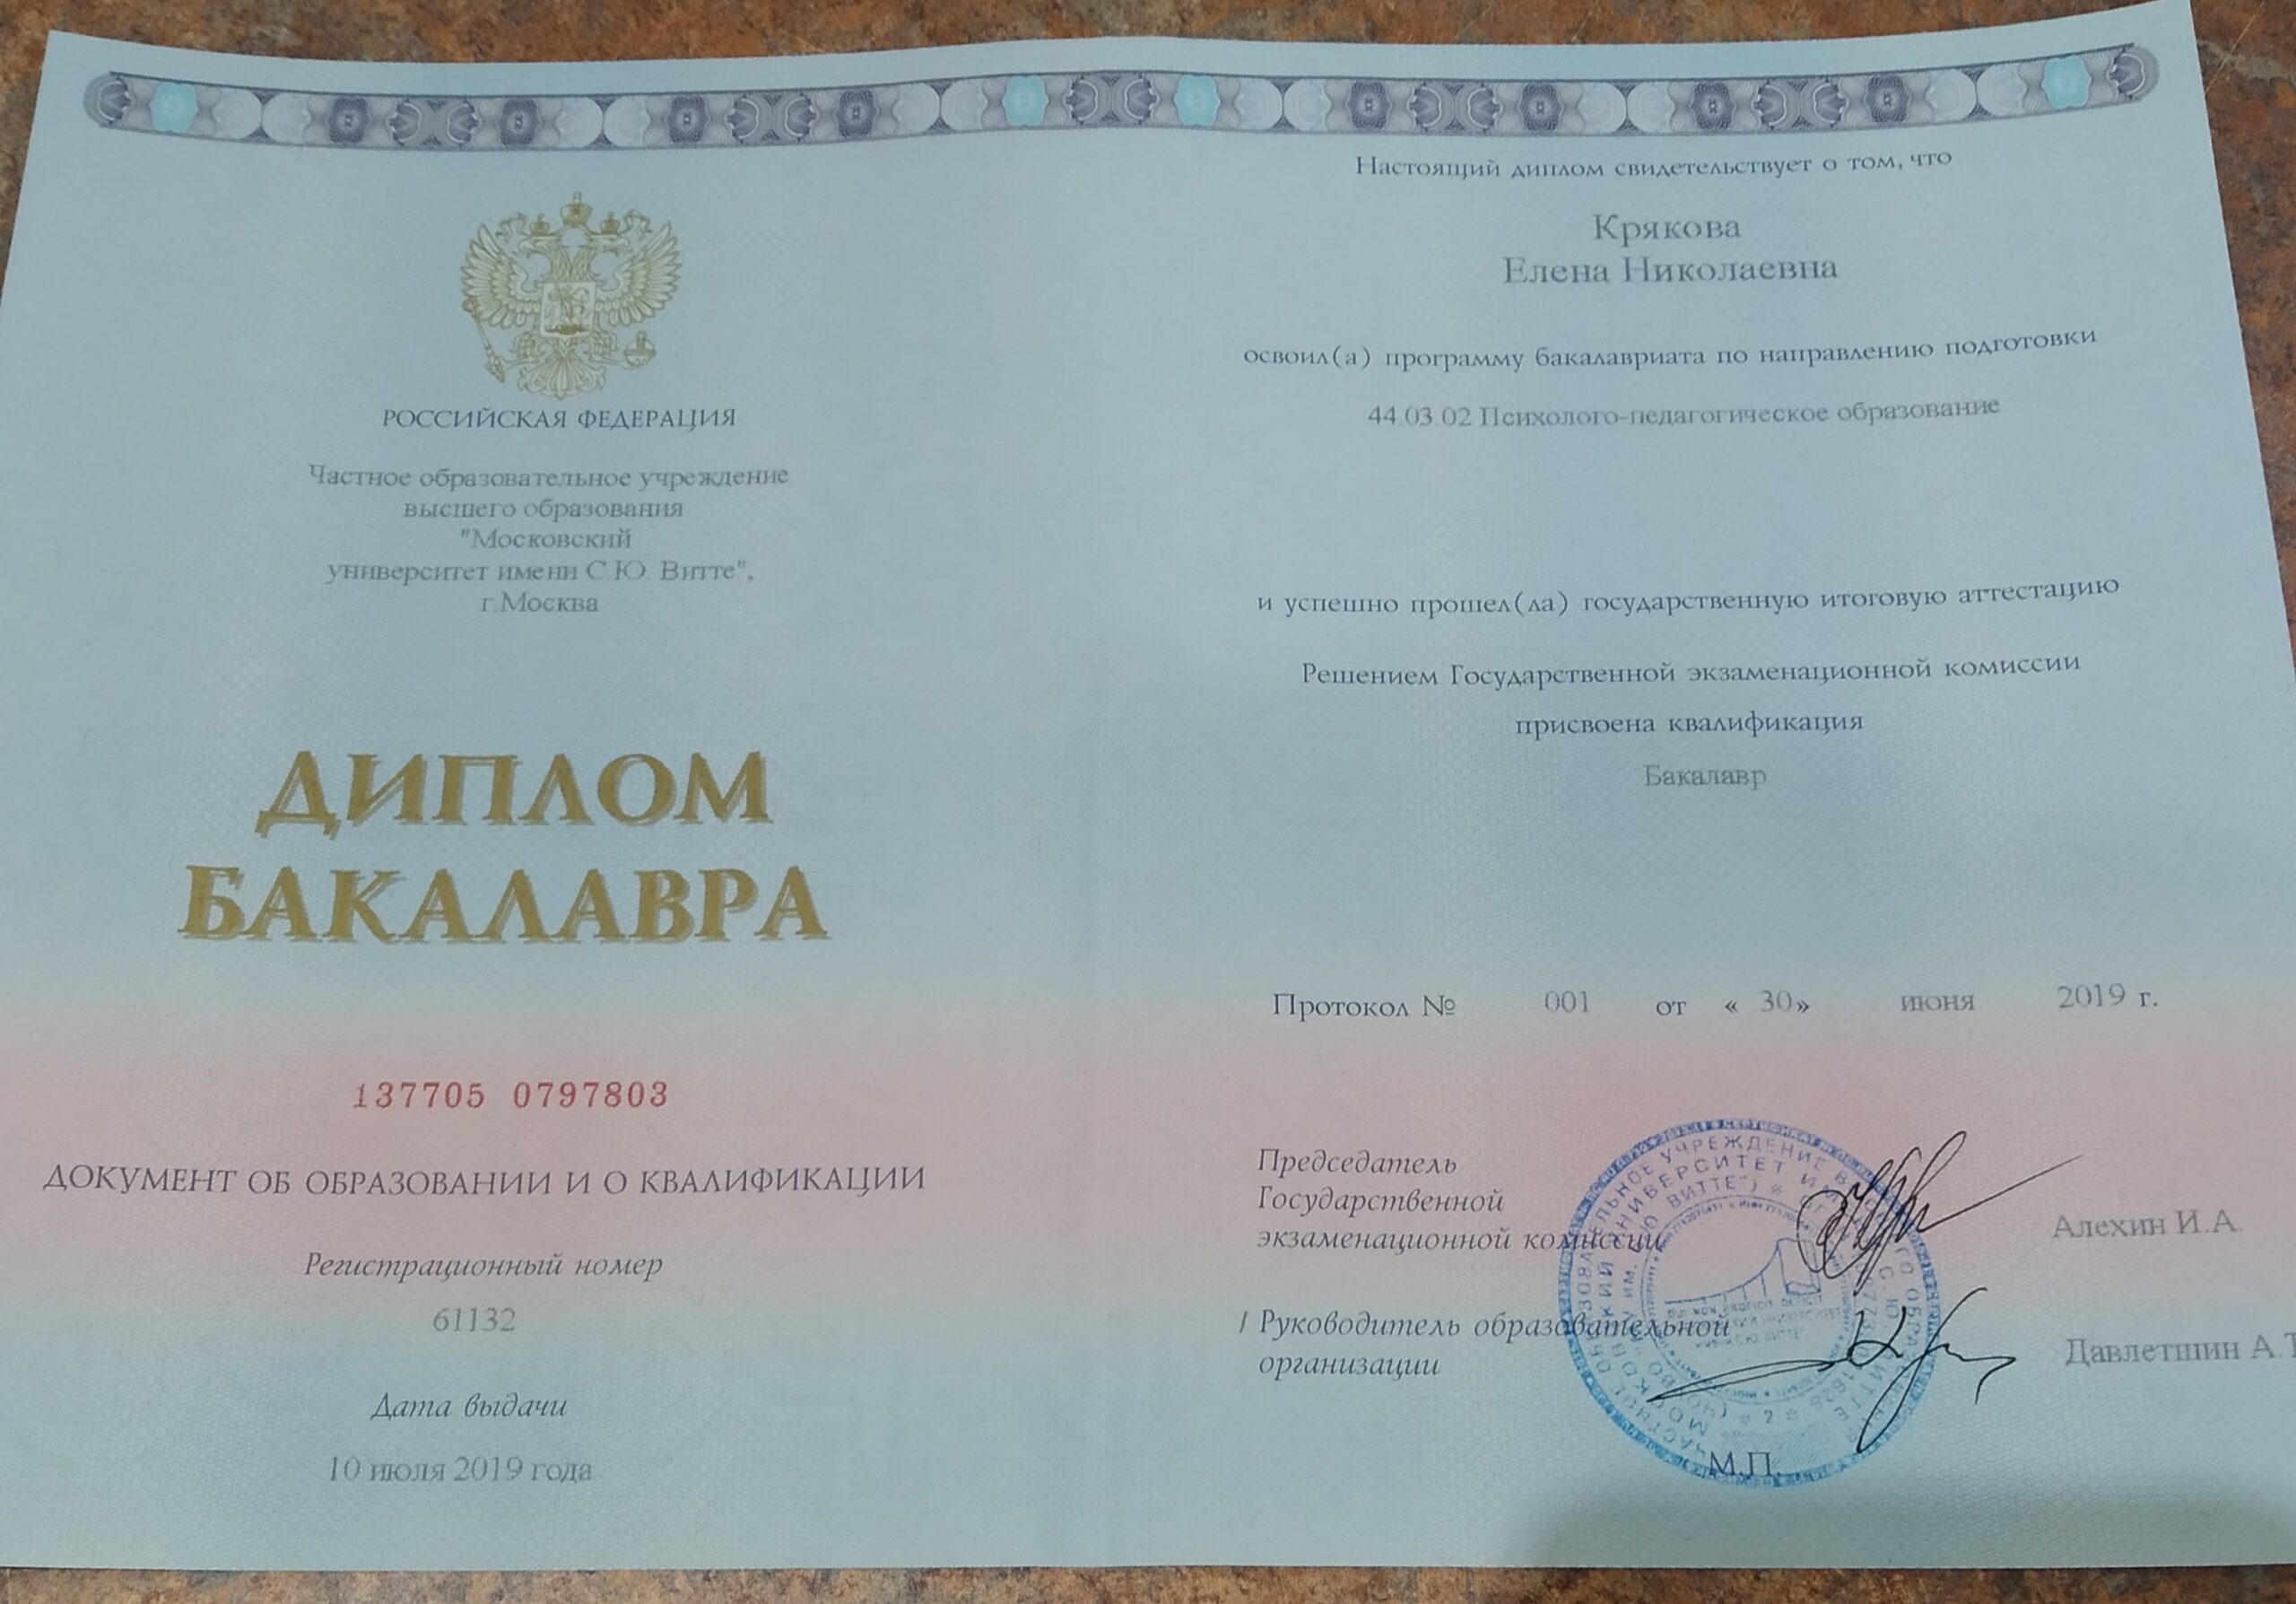 РОССИЙСКАЯ ФЕДЕРАЦИЯ
Частное образовательное учреждение
высшего образования
"Московский
университет имени С.Ю. Витте",
г.Москва
ДИПЛОМ
БАКАЛАВРА
137705 0797803
ДОКУМЕНТ ОБ ОБРАЗОВАНИИ И О КВАЛИФИКАЦИИ
Регистрационный номер
61132
Дата выдачи
10 июля 2019 года
Настоящий диплом свидетельствует о том, что
Крякова
Елена Николаевна
освоил(а) программу бакалавриата по направлению подготовки
44.03.02 Психолого-педагогическое образование
и успешно прошел(ла) государственную итоговую аттестацию
Решением Государственной экзаменационной комиссии
присвоена квалификация
Бакалавр
Протокол № 001 от « 30» июня 2019 г.
Председатель
Государственной
экзаменационной комиссии
Алехин И.А.
/ Руководитель образовательной
организации
Давлетшин А.Т
М.П.